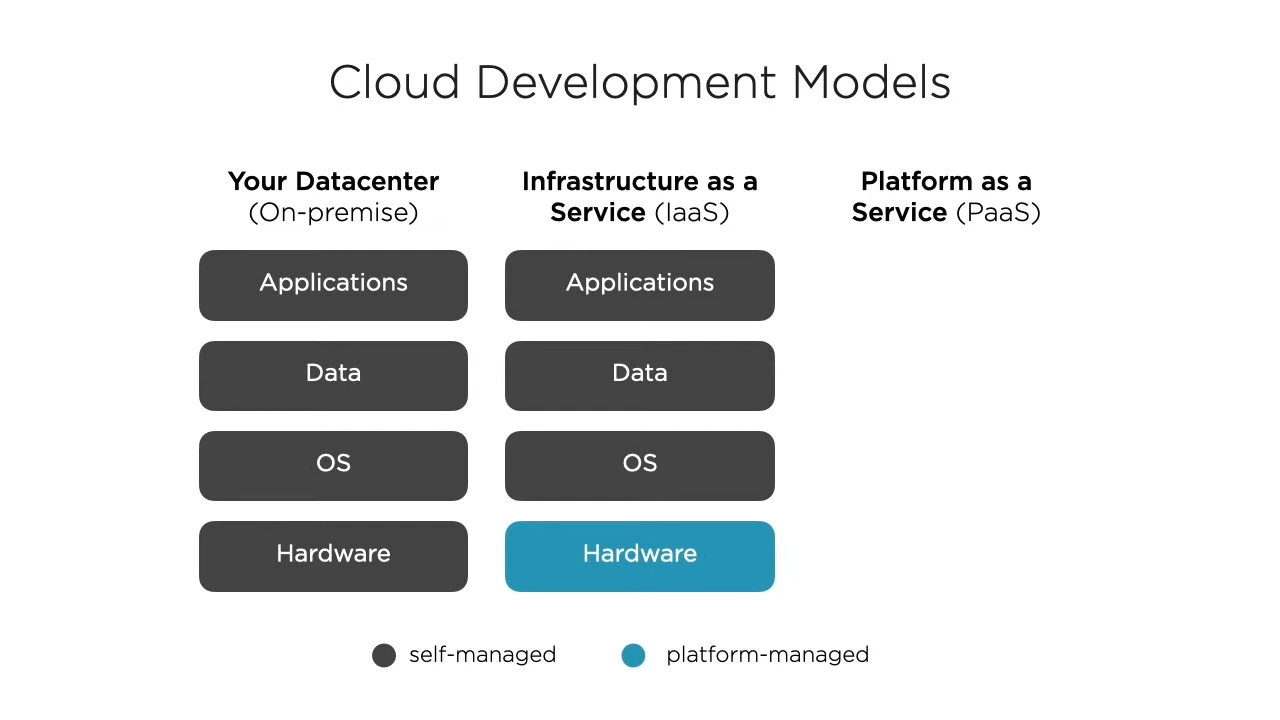 Cloud Development Models
Your Datacenter
(On-premise)
Infrastructure as a
Service (IaaS)
Platform as a
Service (PaaS)
Applications
Applications
Data
Data
OS
OS
Hardware
Hardware
self-managed
platform-managed